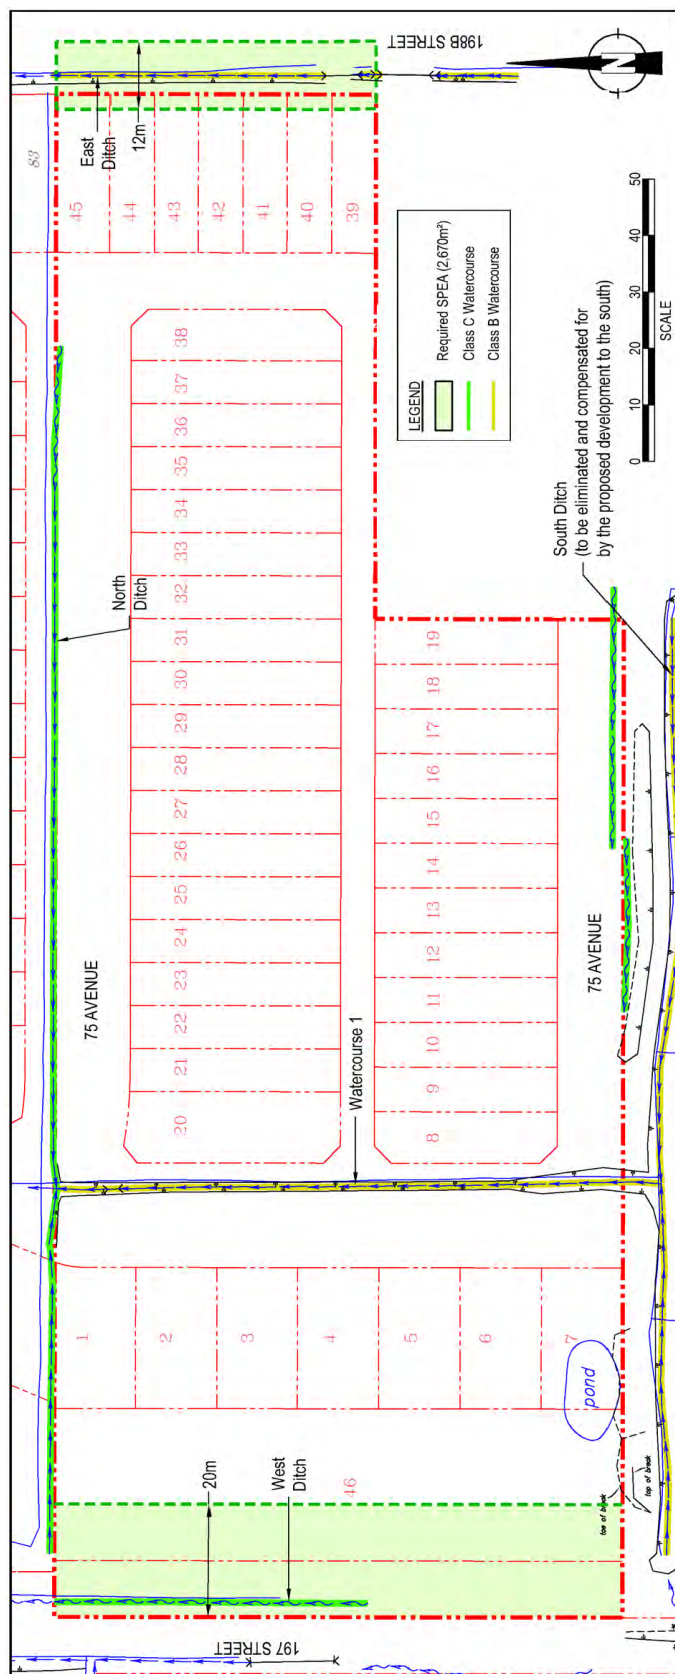 198B STREET
N
83
East
Ditch
12m
45
44
43
42
41
40
39
LEGEND
Required SPEA (2,670m²)
Class C Watercourse
Class B Watercourse
0
10
20
30
40
50
SCALE
38
37
36
35
34
33
32
31
30
29
28
27
26
25
24
23
22
21
20
North
Ditch
South Ditch
(to be eliminated and compensated for
by the proposed development to the south)
19
18
17
16
15
14
13
12
11
10
9
8
75 AVENUE
75 AVENUE
Watercourse 1
1
2
3
4
5
6
7
pond
46
20m
West
Ditch
toe of break
top of break
197 STREET